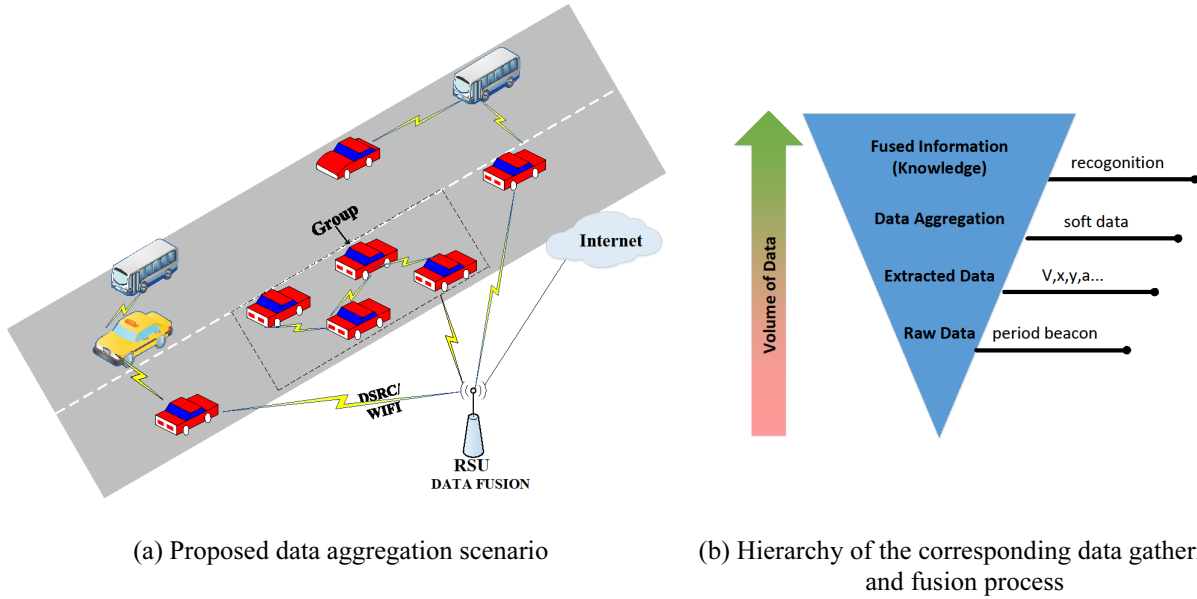 Group
Internet
DSRC/
WIFI
RSU
DATA FUSION
(a) Proposed data aggregation scenario
Volume of Data
Fused Information
(Knowledge)
recogonition
Data Aggregation
soft data
Extracted Data
V,x,y,a...
Raw Data
period beacon
(b) Hierarchy of the corresponding data gatheri
and fusion process